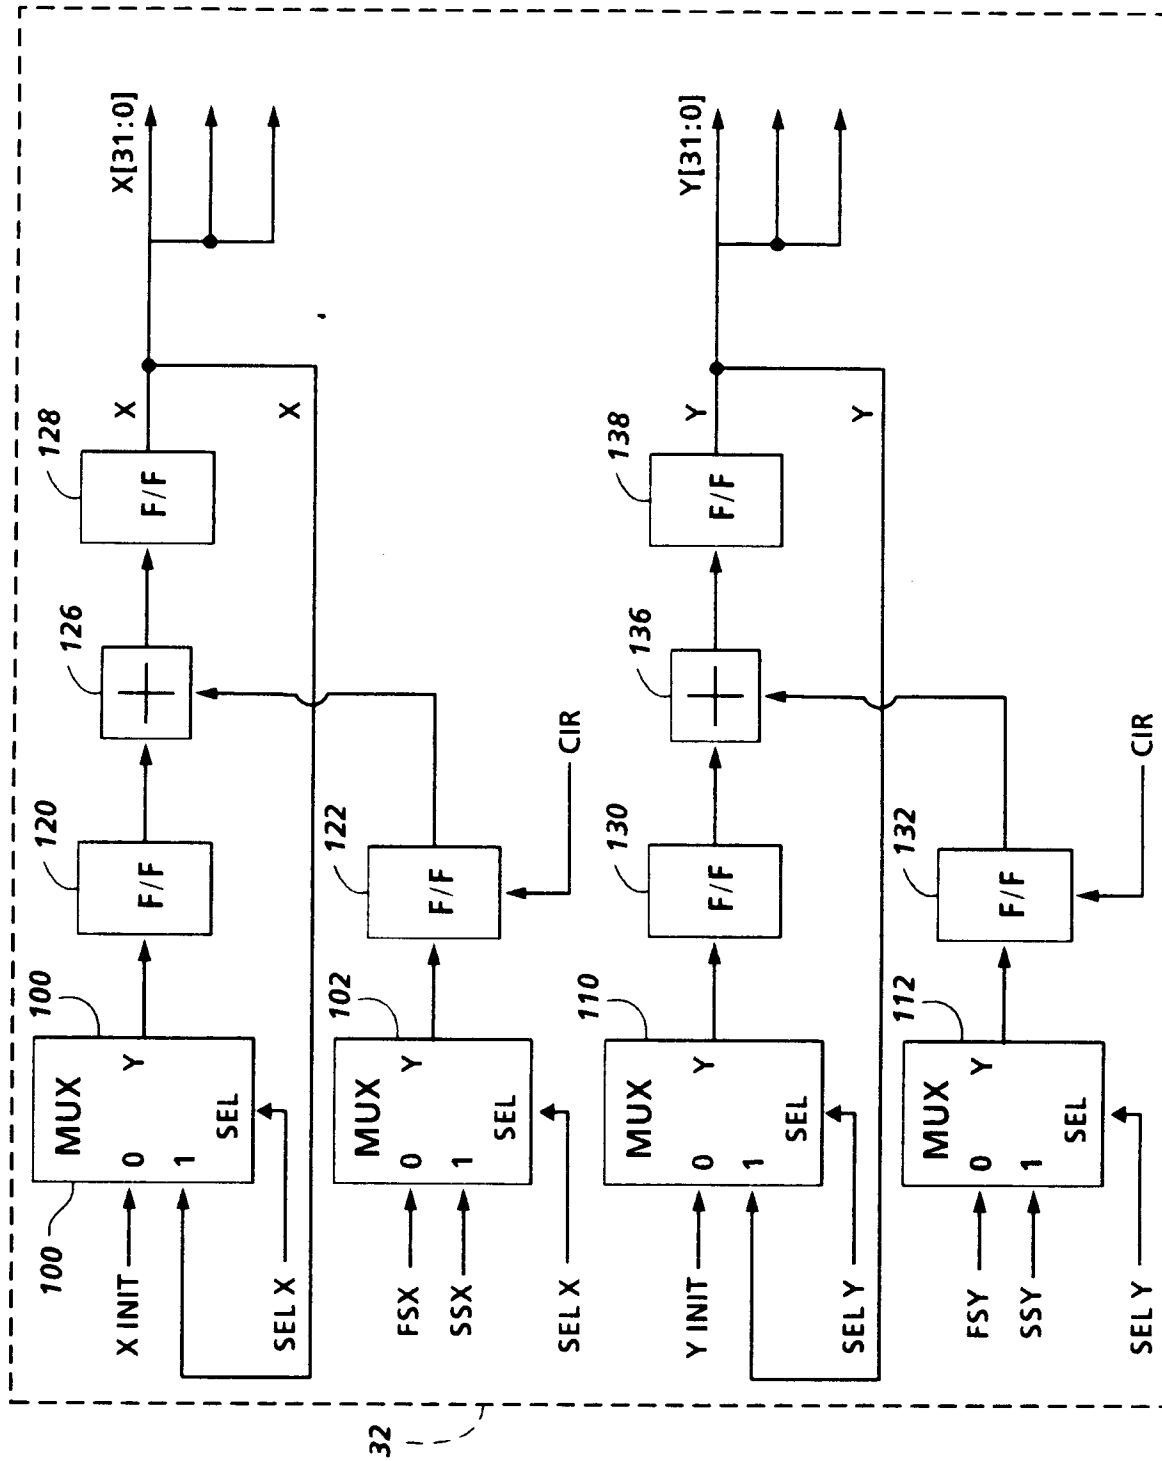 100
100
MUX
0
Y
1
SEL
X INIT
SEL X
120
F/F
126
+
128
F/F
X
X
X[31:0]
102
MUX
0
Y
1
SEL
FSX
SSX
SEL X
122
F/F
CIR
110
MUX
0
Y
1
SEL
Y INIT
SEL Y
130
F/F
136
+
138
F/F
Y
Y
Y[31:0]
112
MUX
0
Y
1
SEL
FSY
SSY
SEL Y
132
F/F
CIR
32